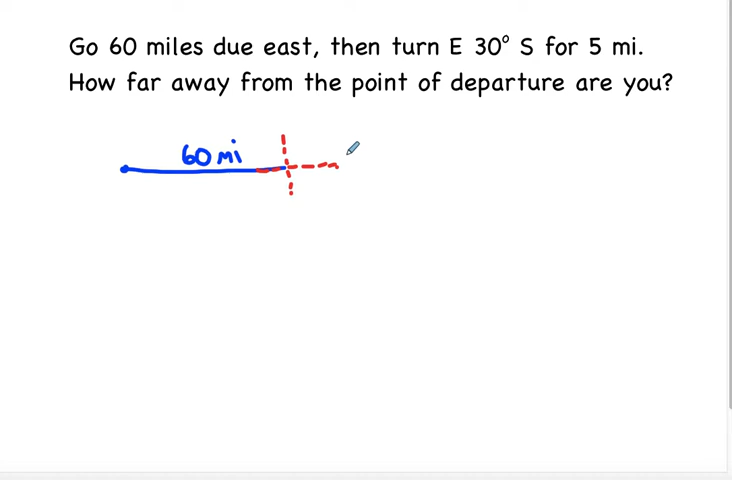 Go 60 miles due east, then turn E 30° S for 5 mi.
How far away from the point of departure are you?
60 mi